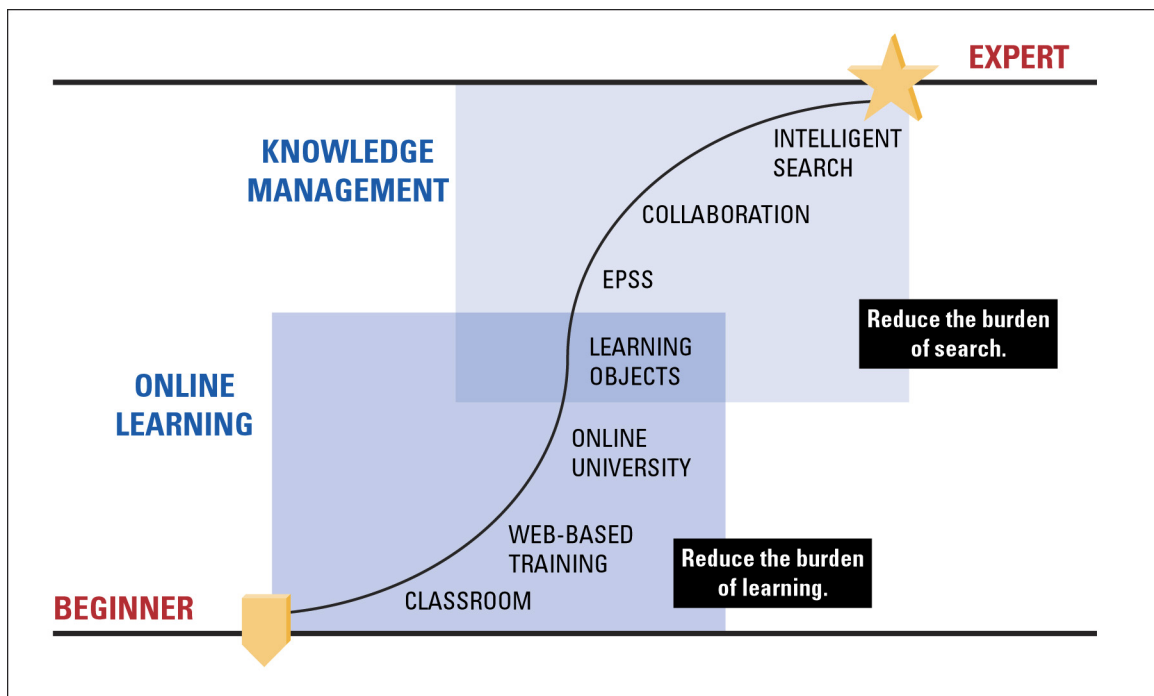 EXPERT
KNOWLEDGE
MANAGEMENT
INTELLIGENT
SEARCH
COLLABORATION
EPSS
Reduce the burden
of search.
LEARNING
OBJECTS
ONLINE
LEARNING
ONLINE
UNIVERSITY
WEB-BASED
TRAINING
Reduce the burden
of learning.
CLASSROOM
BEGINNER